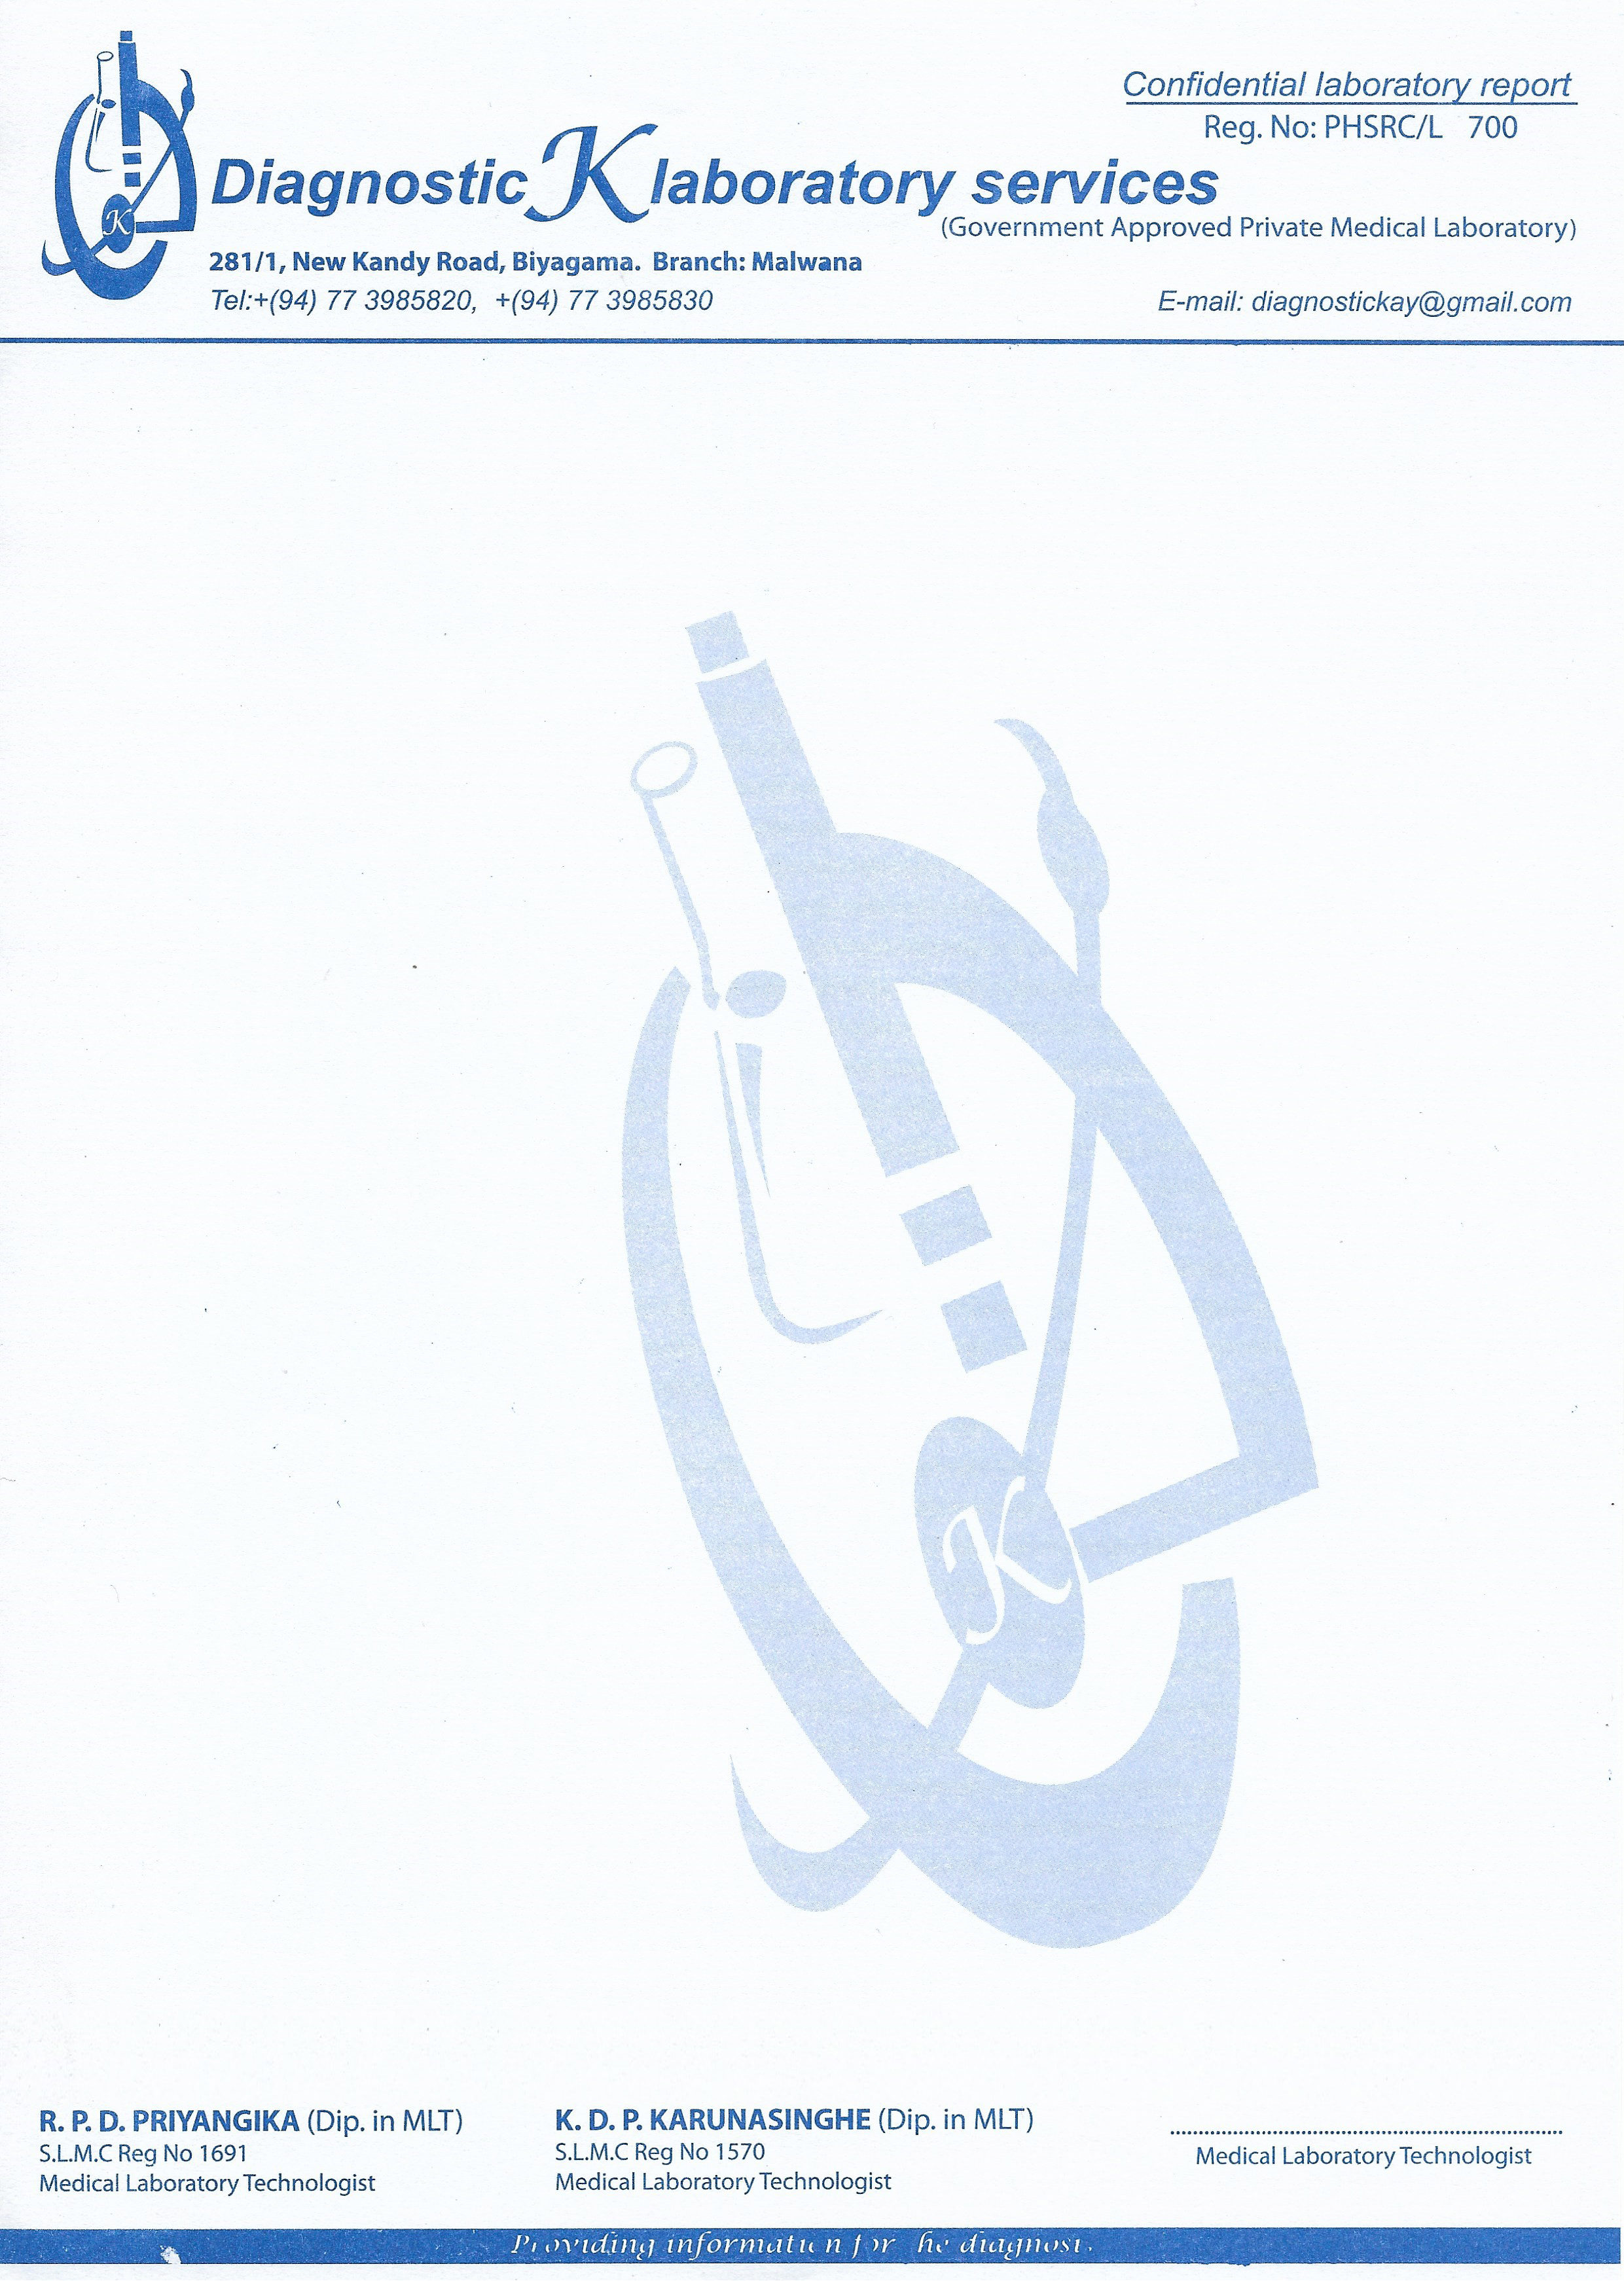 Confidential laboratory report
Reg. No: PHSRC/L 700
Diagnostic K laboratory services
(Government Approved Private Medical Laboratory)
281/1, New Kandy Road, Biyagama. Branch: Malwana
Tel:+(94) 77 3985820, +(94) 77 3985830
E-mail: diagnostickay@gmail.com
K
K
R. P. D. PRIYANGIKA (Dip. in MLT)
S.L.M.C Reg No 1691
Medical Laboratory Technologist
K. D. P. KARUNASINGHE (Dip. in MLT)
S.L.M.C Reg No 1570
Medical Laboratory Technologist
Medical Laboratory Technologist
Providing information for he diagnosi